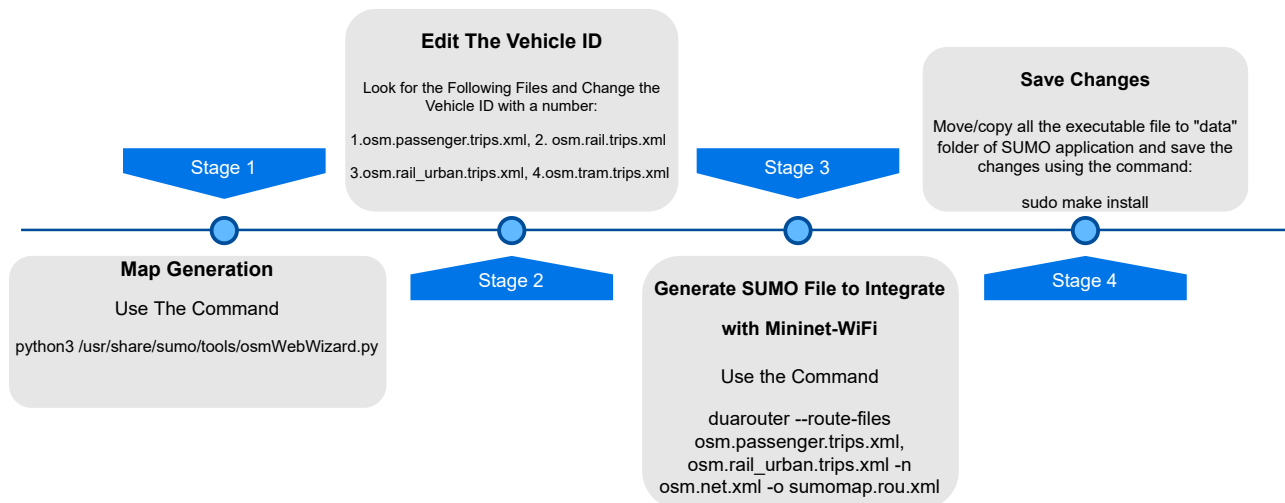 Stage 1
Map Generation
Use The Command
python3 /usr/share/sumo/tools/osmWebWizard.py
Edit The Vehicle ID
Look for the Following Files and Change the
Vehicle ID with a number:
1.osm.passenger.trips.xml, 2. osm.rail.trips.xml
3.osm.rail_urban.trips.xml, 4.osm.tram.trips.xml
Stage 2
Stage 3
Generate SUMO File to Integrate
with Mininet-WiFi
Use the Command
duarouter --route-files
osm.passenger.trips.xml,
osm.rail_urban.trips.xml -n
osm.net.xml -o sumomap.rou.xml
Save Changes
Move/copy all the executable file to "data"
folder of SUMO application and save the
changes using the command:
sudo make install
Stage 4